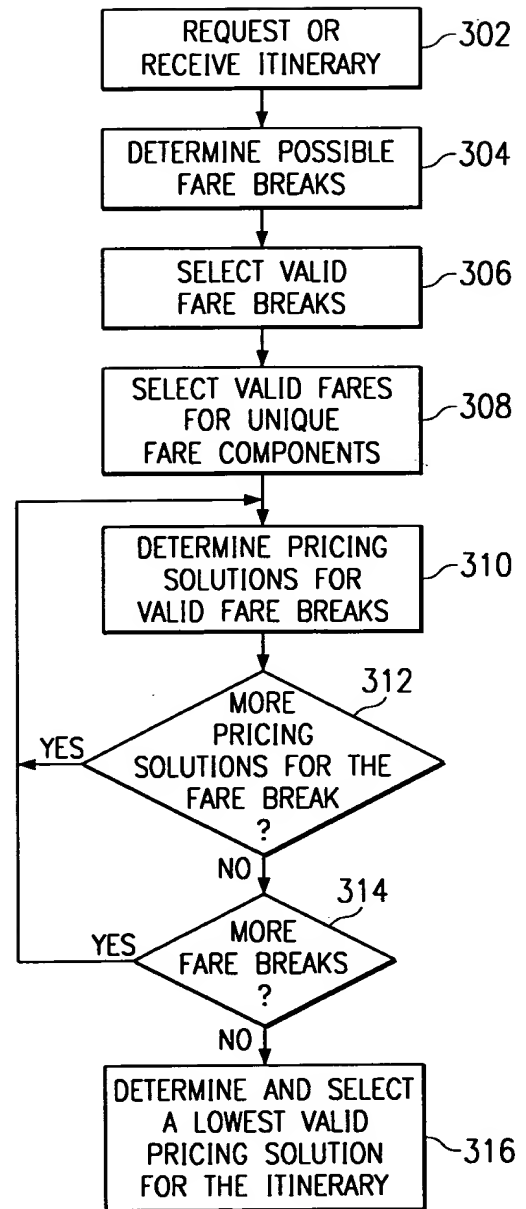 REQUEST OR
RECEIVE ITINERARY
302
DETERMINE POSSIBLE
FARE BREAKS
304
SELECT VALID
FARE BREAKS
306
SELECT VALID FARES
FOR UNIQUE
FARE COMPONENTS
308
DETERMINE PRICING
SOLUTIONS FOR
VALID FARE BREAKS
310
312
MORE
PRICING
SOLUTIONS FOR THE
FARE BREAK
?
YES
NO
314
MORE
FARE BREAKS
?
YES
NO
DETERMINE AND SELECT
A LOWEST VALID
PRICING SOLUTION
FOR THE ITINERARY
316